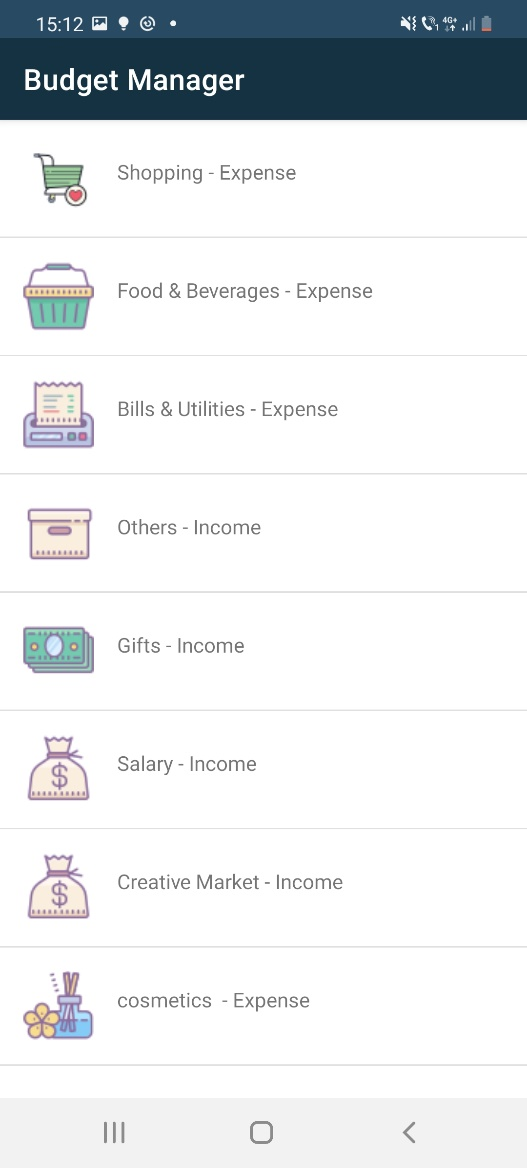 15:12
4G+
Budget Manager
Shopping - Expense
Food & Beverages - Expense
Bills & Utilities - Expense
Others - Income
Gifts - Income
$
Salary - Income
$
Creative Market - Income
cosmetics  - Expense